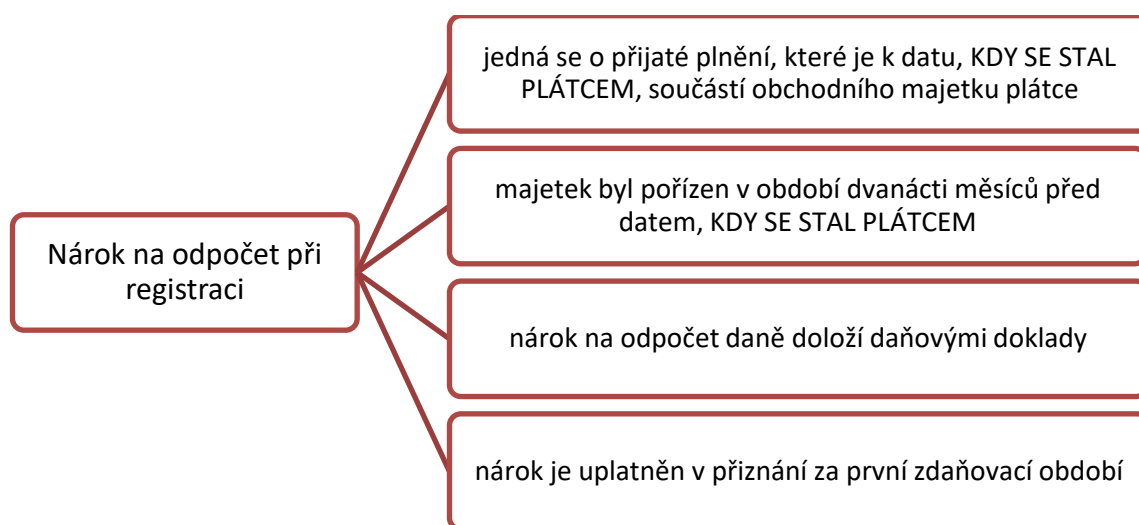 jedná se o přijaté plnění, které je k datu, KDY SE STAL
PLÁTCEM, součástí obchodního majetku plátce
majetek byl pořízen v období dvanácti měsíců před
datem, KDY SE STAL PLÁTCEM
Nárok na odpočet při
registraci
nárok na odpočet daně doloží daňovými doklady
nárok je uplatněn v přiznání za první zdaňovací období